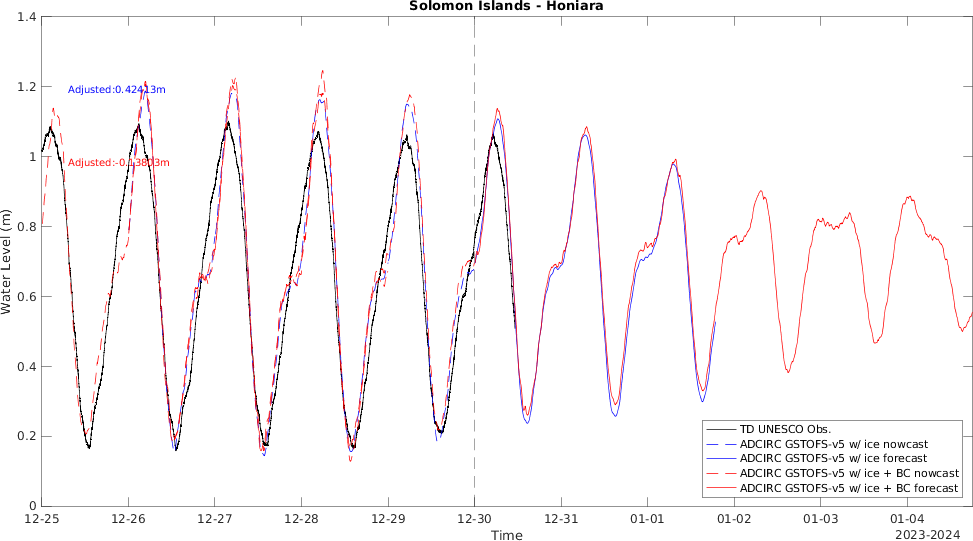 Solomon Islands - Honiara
1.4
1.2
1
0.8
0.6
0.4
0.2
0
Water Level (m)
Adjusted:0.42413m
TD UNESCO Obs.
ADCIRC GSTOFS-v5 w/ ice nowcast
ADCIRC GSTOFS-v5 w/ ice forecast
ADCIRC GSTOFS-v5 w/ ice + BC nowcast
ADCIRC GSTOFS-v5 w/ ice + BC forecast
12-25 12-26 12-27 12-28 12-29 12-30 12-31 01-01 01-02 01-03 01-04
Time
2023-2024